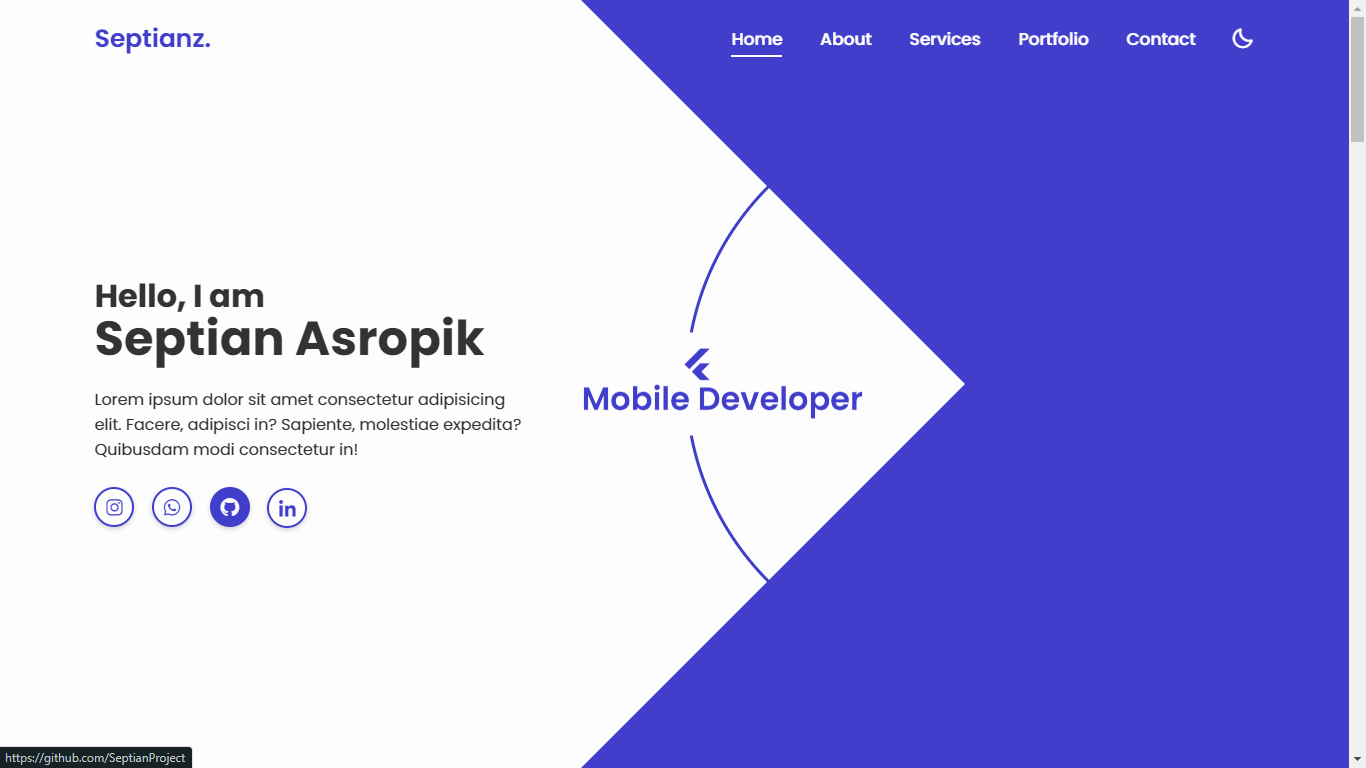 Septianz.
Home About Services Portfolio Contact
Hello, I am
Septian Asropik
Lorem ipsum dolor sit amet consectetur adipisicing
elit. Facere, adipisci in? Sapiente, molestiae expedita?
Quibusdam modi consectetur in!
Mobile Developer
https://github.com/SeptianProject